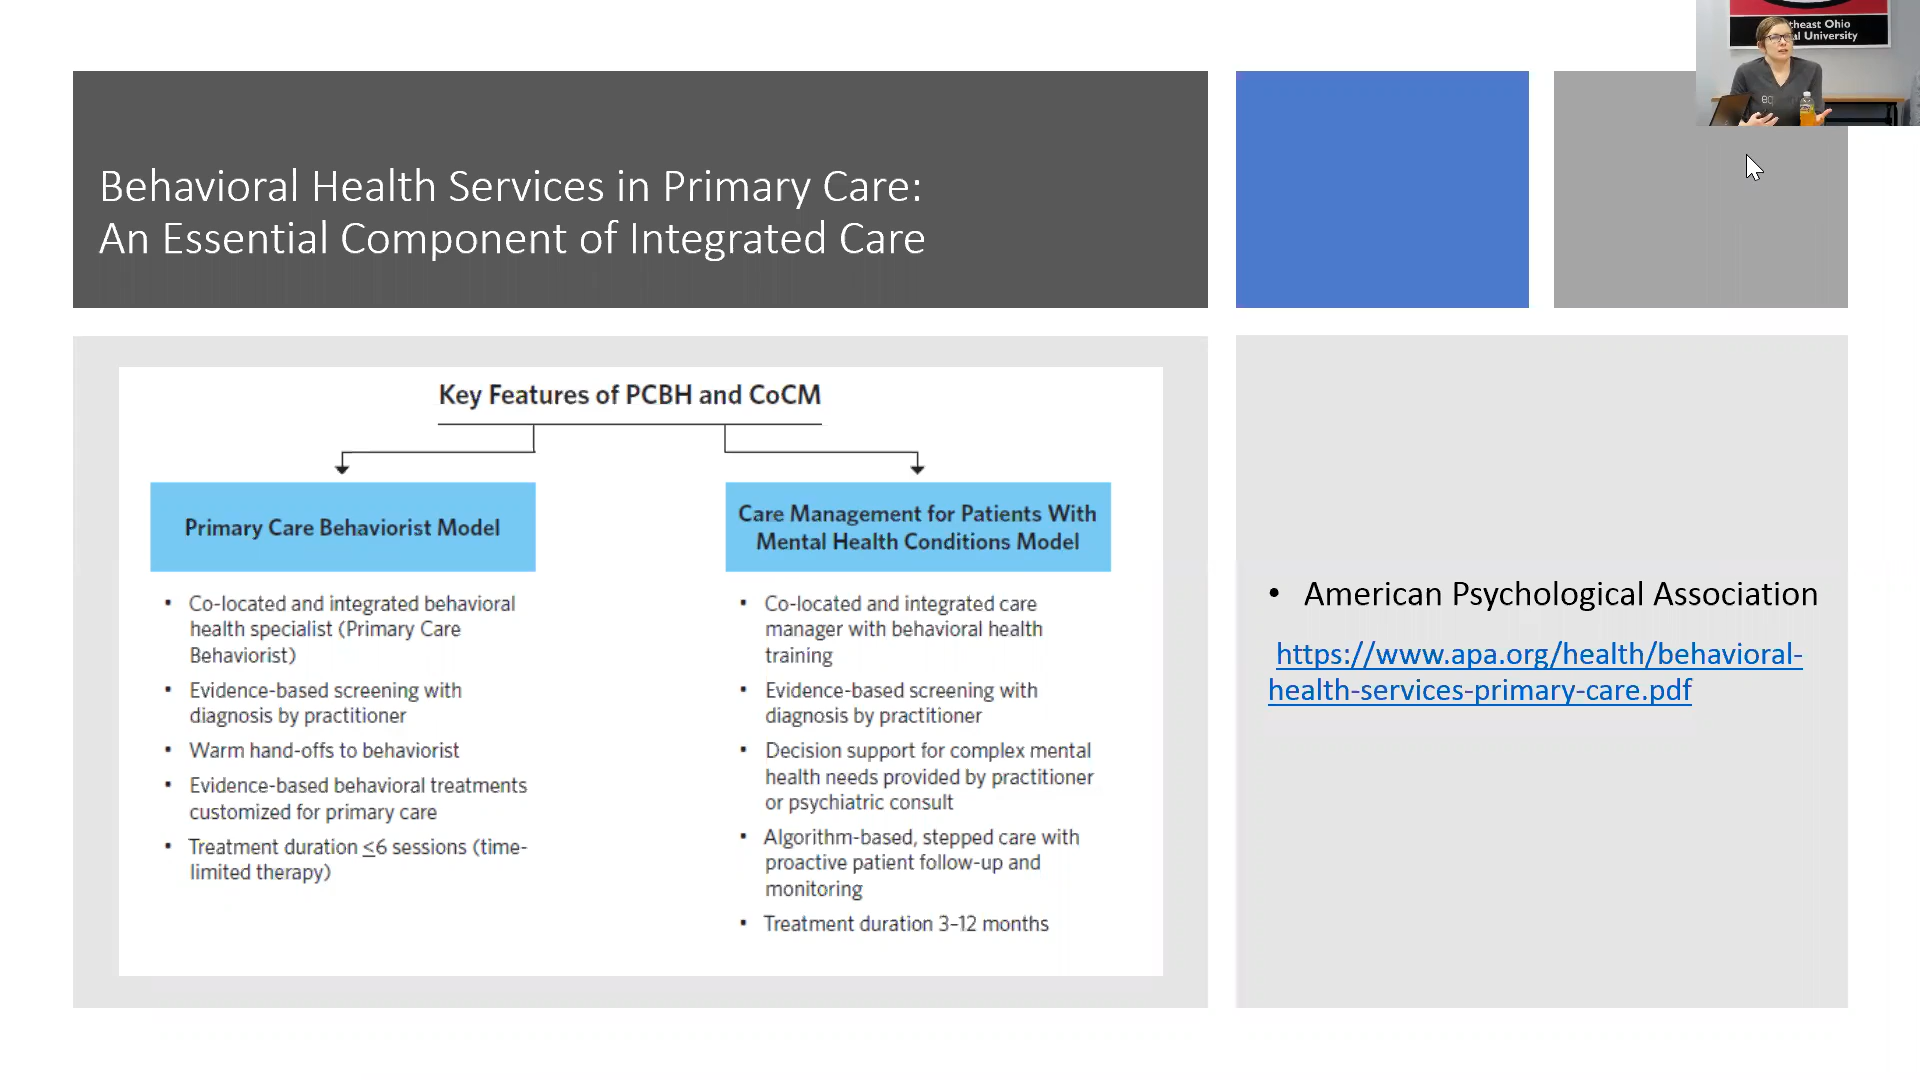 theast Ohio
al University
eq
Behavioral Health Services in Primary Care:
An Essential Component of Integrated Care
Key Features of PCBH and CoCM
Primary Care Behaviorist Model
• Co-located and integrated behavioral
health specialist (Primary Care
Behaviorist)
• Evidence-based screening with
diagnosis by practitioner
• Warm hand-offs to behaviorist
• Evidence-based behavioral treatments
customized for primary care
• Treatment duration ≤6 sessions (time-
limited therapy)
Care Management for Patients With
Mental Health Conditions Model
• Co-located and integrated care
manager with behavioral health
training
• Evidence-based screening with
diagnosis by practitioner
• Decision support for complex mental
health needs provided by practitioner
or psychiatric consult
• Algorithm-based, stepped care with
proactive patient follow-up and
monitoring
• Treatment duration 3–12 months
• American Psychological Association
https://www.apa.org/health/behavioral-
health-services-primary-care.pdf